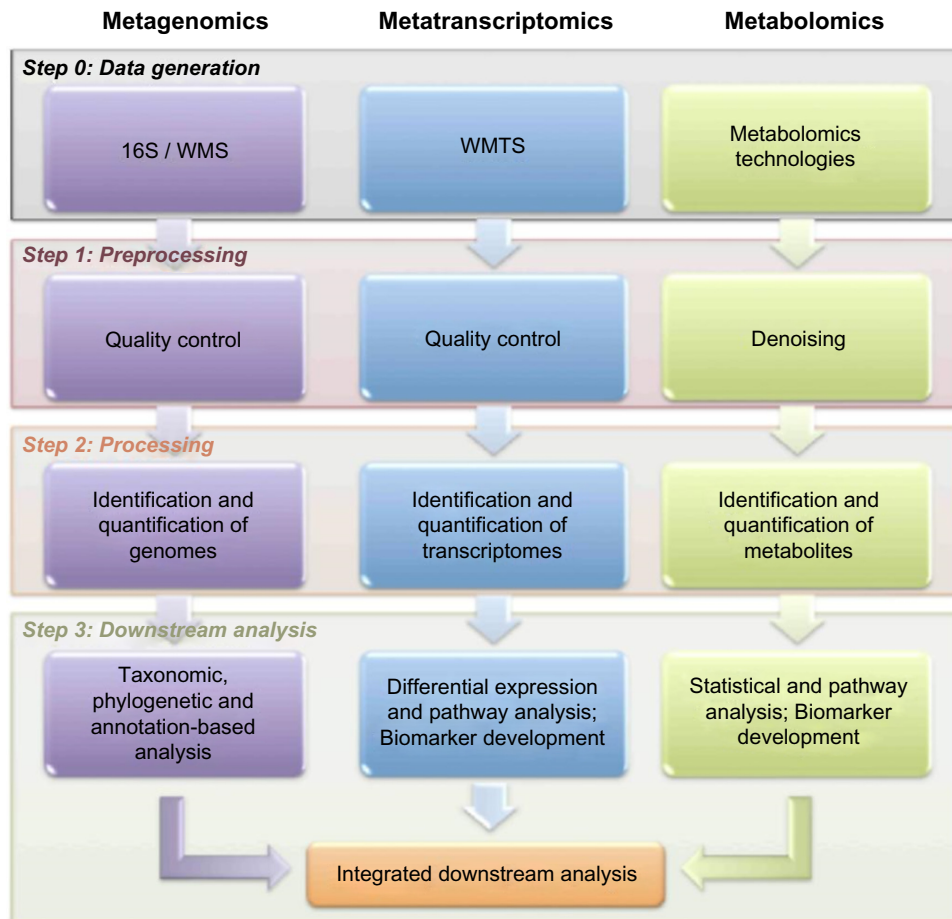 Metagenomics
Metatranscriptomics
Metabolomics
Step 0: Data generation
16S / WMS
WMTS
Metabolomics
technologies
Step 1: Preprocessing
Quality control
Quality control
Denoising
Step 2: Processing
Identification and
quantification of
genomes
Identification and
quantification of
transcriptomes
Identification and
quantification of
metabolites
Step 3: Downstream analysis
Taxonomic,
phylogenetic and
annotation-based
analysis
Differential expression
and pathway analysis;
Biomarker development
Statistical and pathway
analysis; Biomarker
development
Integrated downstream analysis